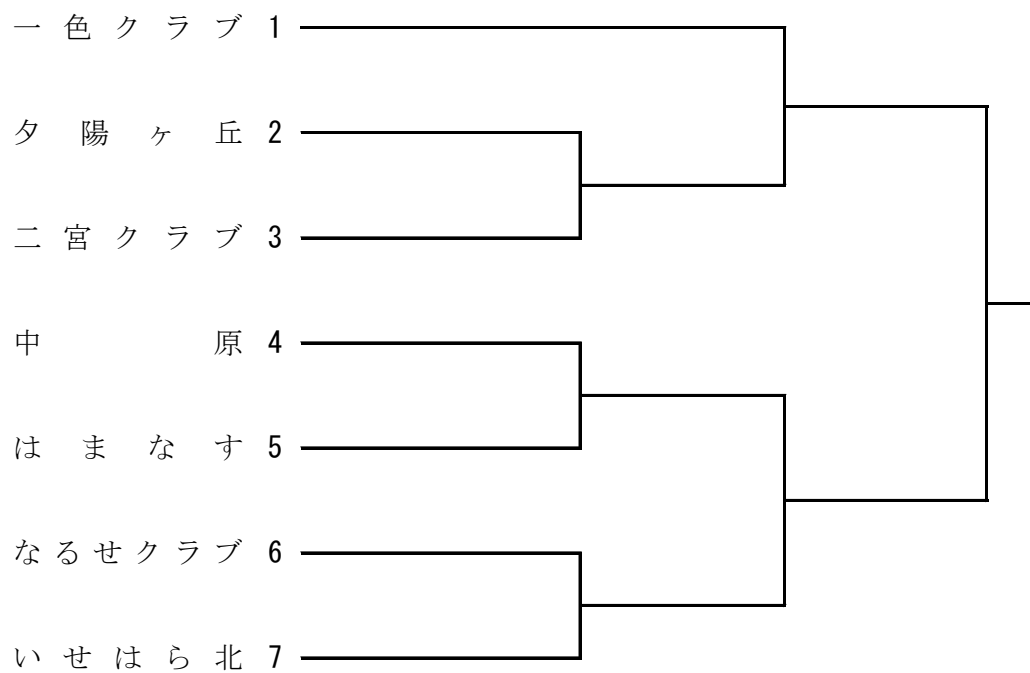 一色クラブ 1
夕陽ヶ丘 2
二宮クラブ 3
中原 4
はまなす 5
なるせクラブ 6
いせはら北 7